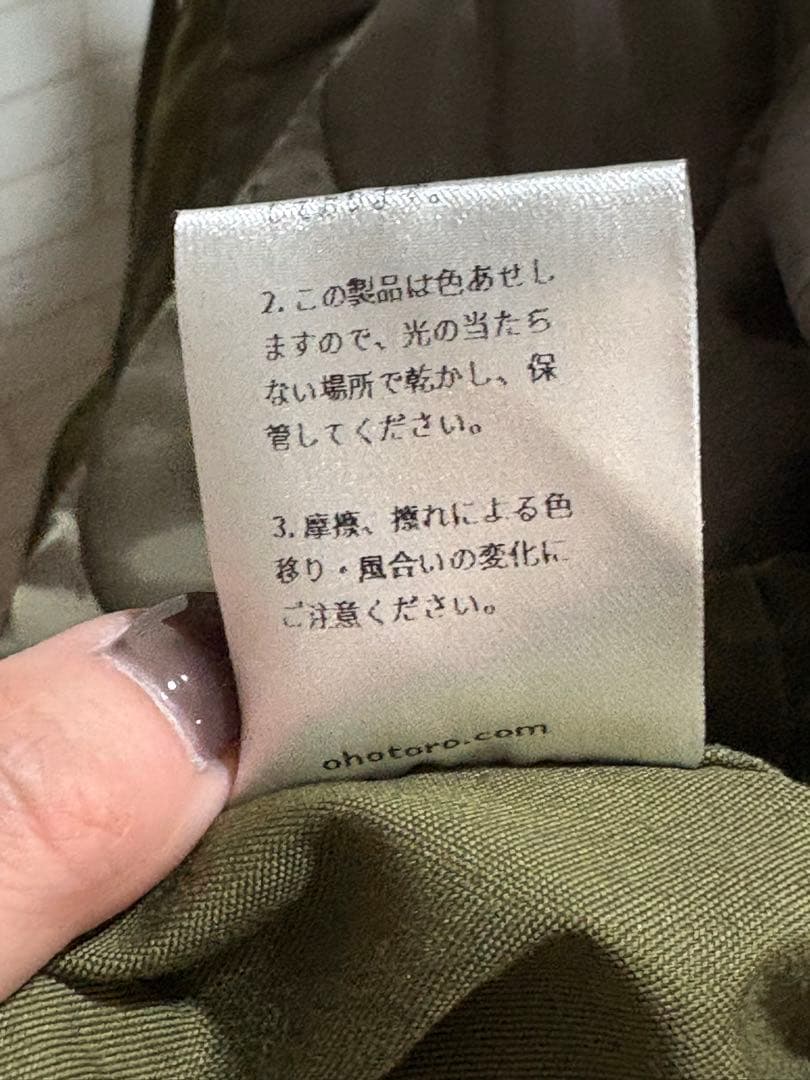 2. この製品は色あせし
ますので、光の当たら
ない場所で乾かし、保
管してください。
3. 摩擦、擦れによる色
移り・風合いの変化に
ご注意ください。
ohotoro.com